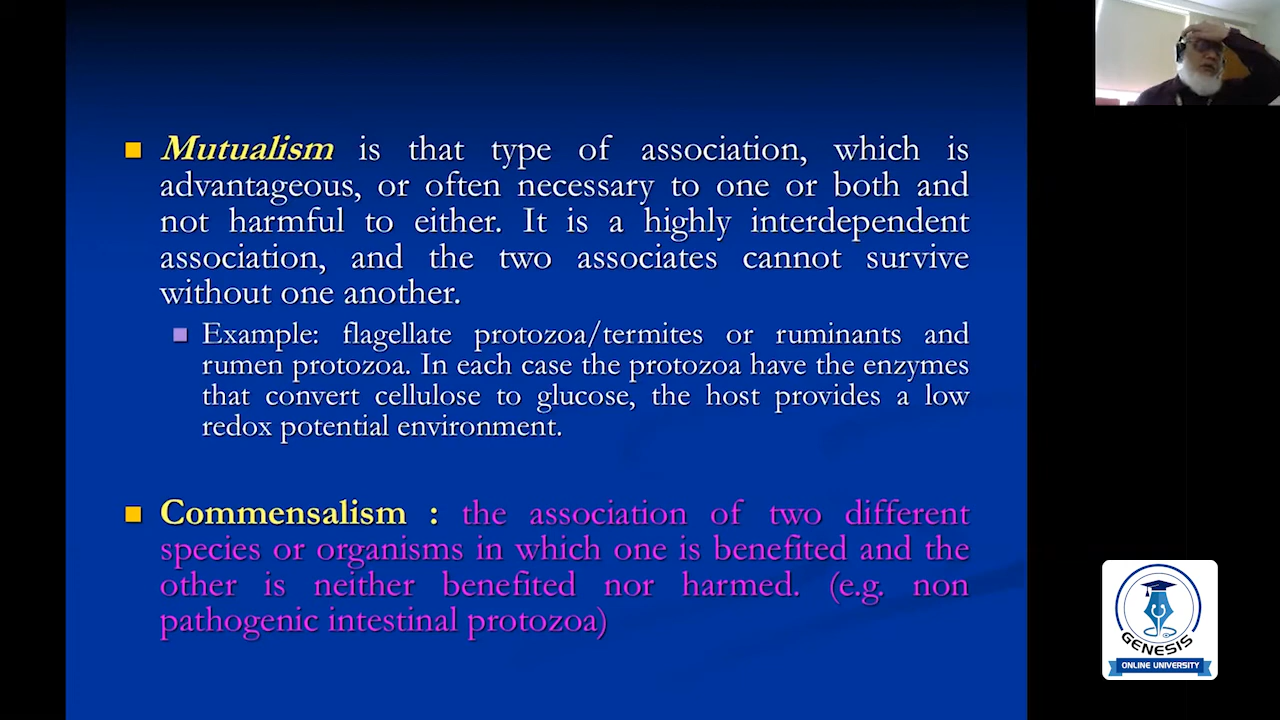 Mutualism is that type of association, which is
advantageous, or often necessary to one or both and
not harmful to either. It is a highly interdependent
association, and the two associates cannot survive
without one another.
Example: flagellate protozoa/termites or ruminants and
rumen protozoa. In each case the protozoa have the enzymes
that convert cellulose to glucose, the host provides a low
redox potential environment.
Commensalism : the association of two different
species or organisms in which one is benefited and the
other is neither benefited nor harmed. (e.g. non
pathogenic intestinal protozoa)
GENESIS
ONLINE UNIVERSITY